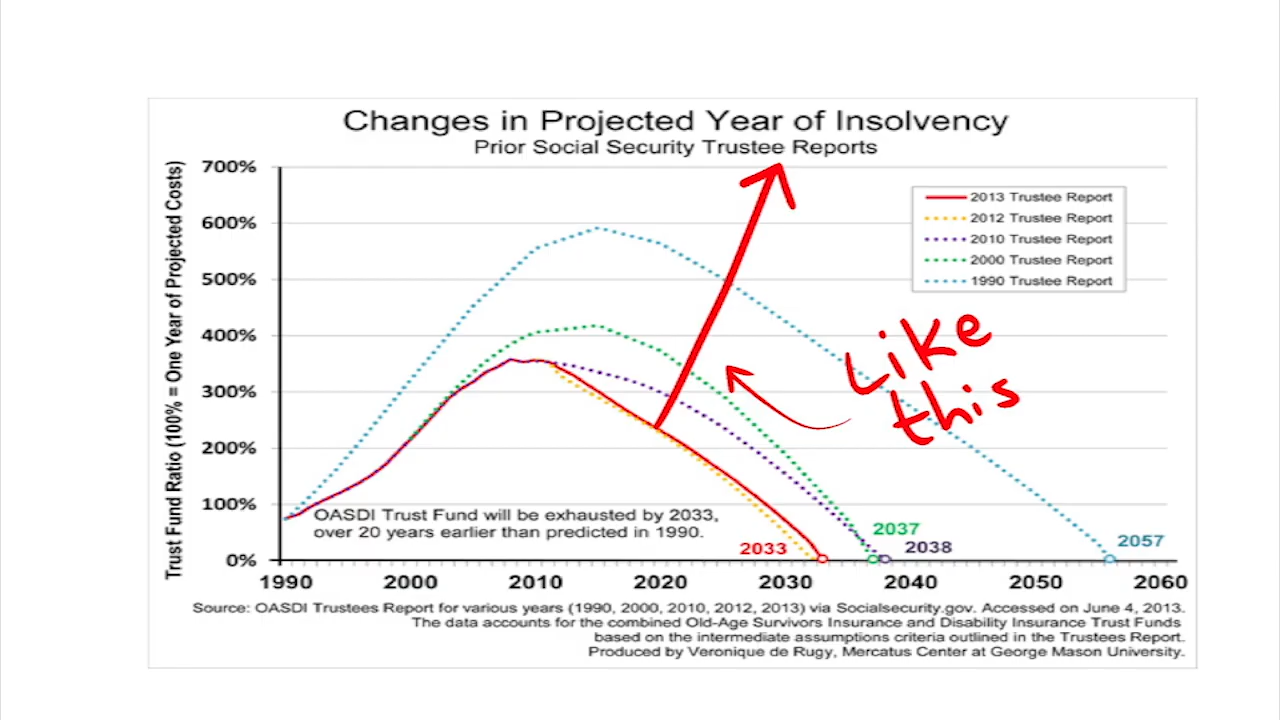 Changes in Projected Year of Insolvency
Prior Social Security Trustee Reports
Trust Fund Ratio (100% = One Year of Projected Costs)
700%
600%
500%
400%
300%
200%
100%
0%
2013 Trustee Report
2012 Trustee Report
2010 Trustee Report
2000 Trustee Report
1990 Trustee Report
Like
this
OASDI Trust Fund will be exhausted by 2033,
over 20 years earlier than predicted in 1990.
2033
2037
2038
2057
1990 2000 2010 2020 2030 2040 2050 2060
Source: OASDI Trustees Report for various years (1990, 2000, 2010, 2012, 2013) via Socialsecurity.gov. Accessed on June 4, 2013.
The data accounts for the combined Old-Age Survivors Insurance and Disability Insurance Trust Funds
based on the intermediate assumptions criteria outlined in the Trustees Report.
Produced by Veronique de Rugy, Mercatus Center at George Mason University.